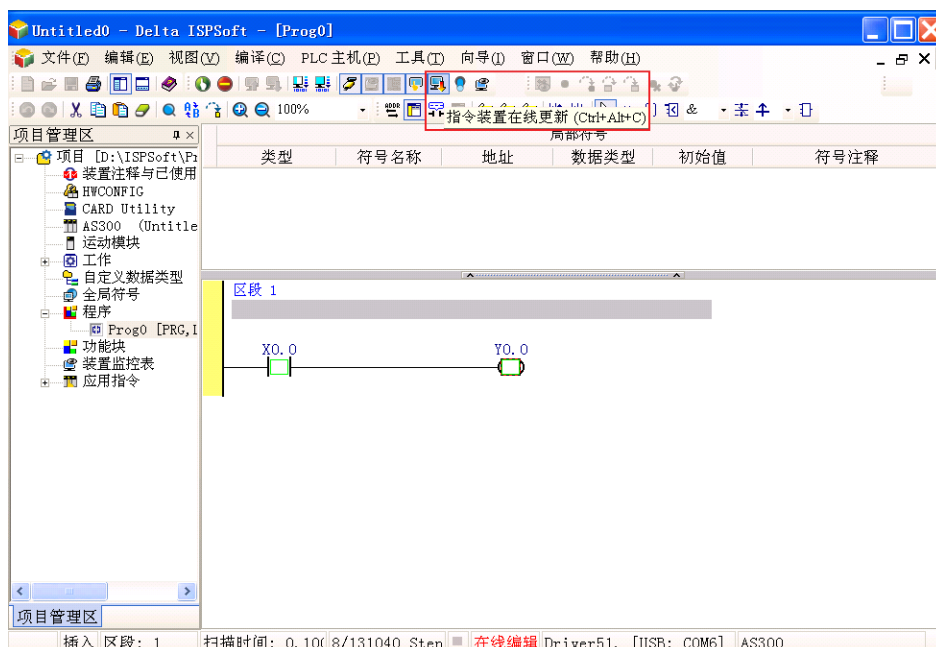 Untitled0 - Delta ISPSoft - [Prog0]
文件(F) 编辑(E) 视图(V) 编译(C) PLC 主机(P) 工具(T) 向导(I) 窗口(W) 帮助(H)
100%
指令装置在线更新 (Ctrl+Alt+C)
项目管理区
局部符号
类型 符号名称 地址 数据类型 初始值 符号注释
项目 [D:\ISPSoft\Pr
装置注释与已使用
HWCONFIG
CARD Utility
AS300 (Untitle
运动模块
工作
自定义数据类型
全局符号
程序
Prog0 [PRG,L
功能块
装置监控表
应用指令
区段 1
X0.0 Y0.0
项目管理区
插入 区段: 1 扫描时间: 0.100 8/131040 Step 在线编辑 Driver51, [USB: COM6] AS300